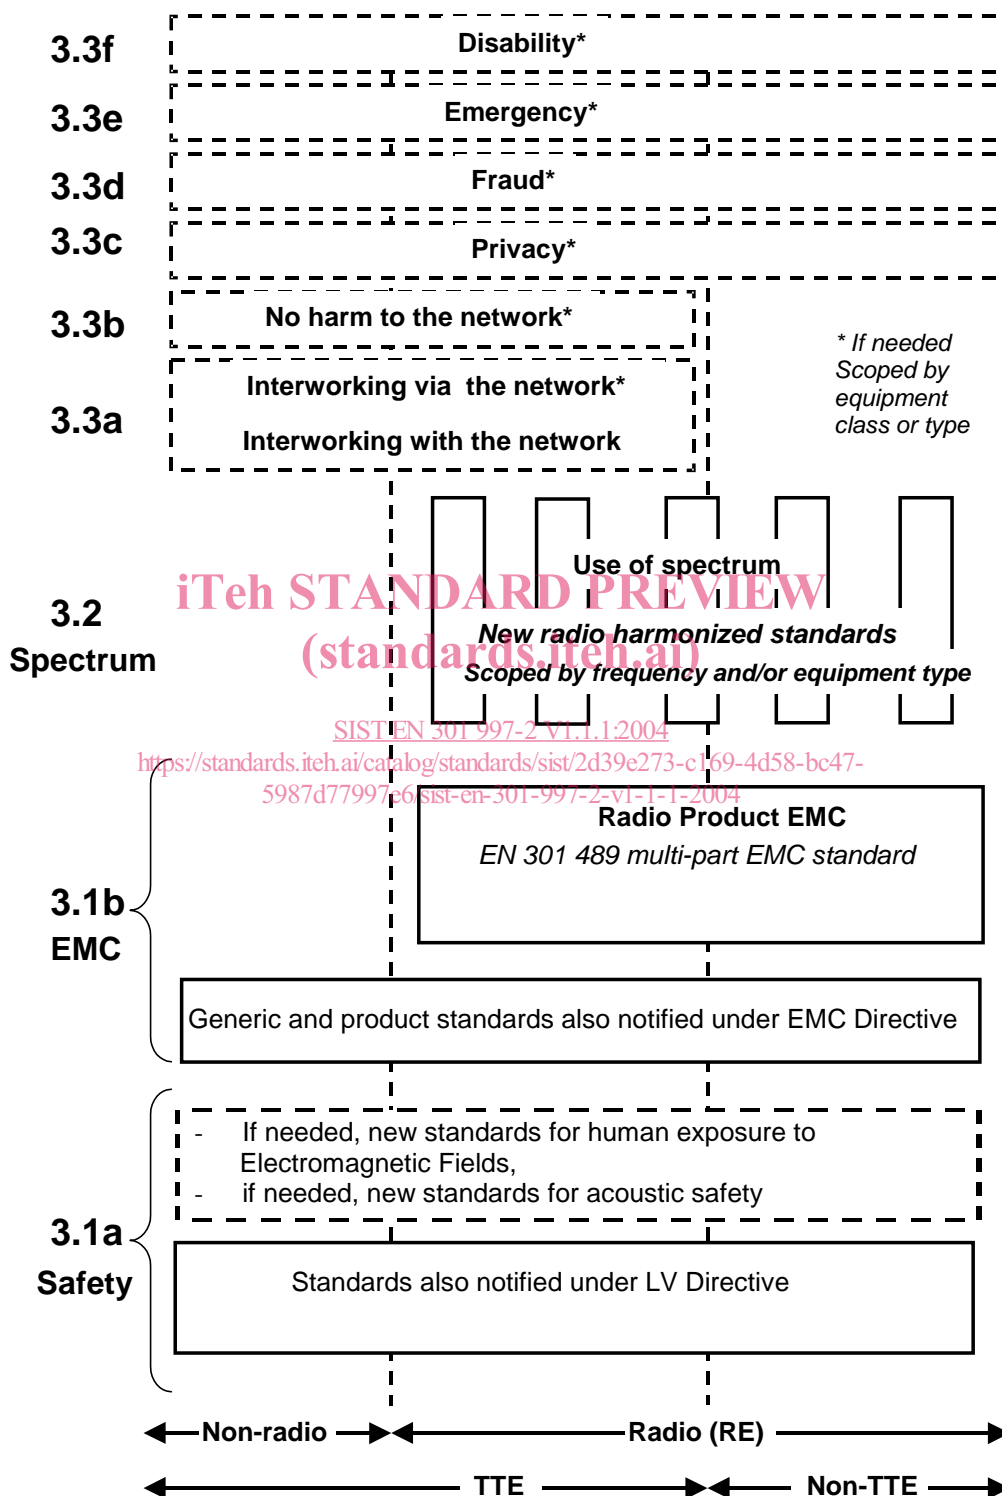 3.3f
Disability*
3.3e
Emergency*
3.3d
Fraud*
3.3c
Privacy*
3.3b
No harm to the network*
* If needed
Scoped by
equipment
class or type
3.3a
Interworking via the network*
Interworking with the network
Use of spectrum
iTeh STANDARD PREVIEW
3.2
Spectrum
New radio harmonized standards
(standards.iteh.ai)
Scoped by frequency and/or equipment type
SIST EN 301 997-2 V1.1.1:2004
https://standards.iteh.ai/catalog/standards/sist/2d39e273-c169-4d58-bc47-
5987d77997e6/sist-en-301-997-2-v1-1-1-2004
Radio Product EMC
EN 301 489 multi-part EMC standard
3.1b
EMC
Generic and product standards also notified under EMC Directive
- If needed, new standards for human exposure to
Electromagnetic Fields,
- if needed, new standards for acoustic safety
3.1a
Safety
Standards also notified under LV Directive
Non-radio
Radio (RE)
TTE
Non-TTE